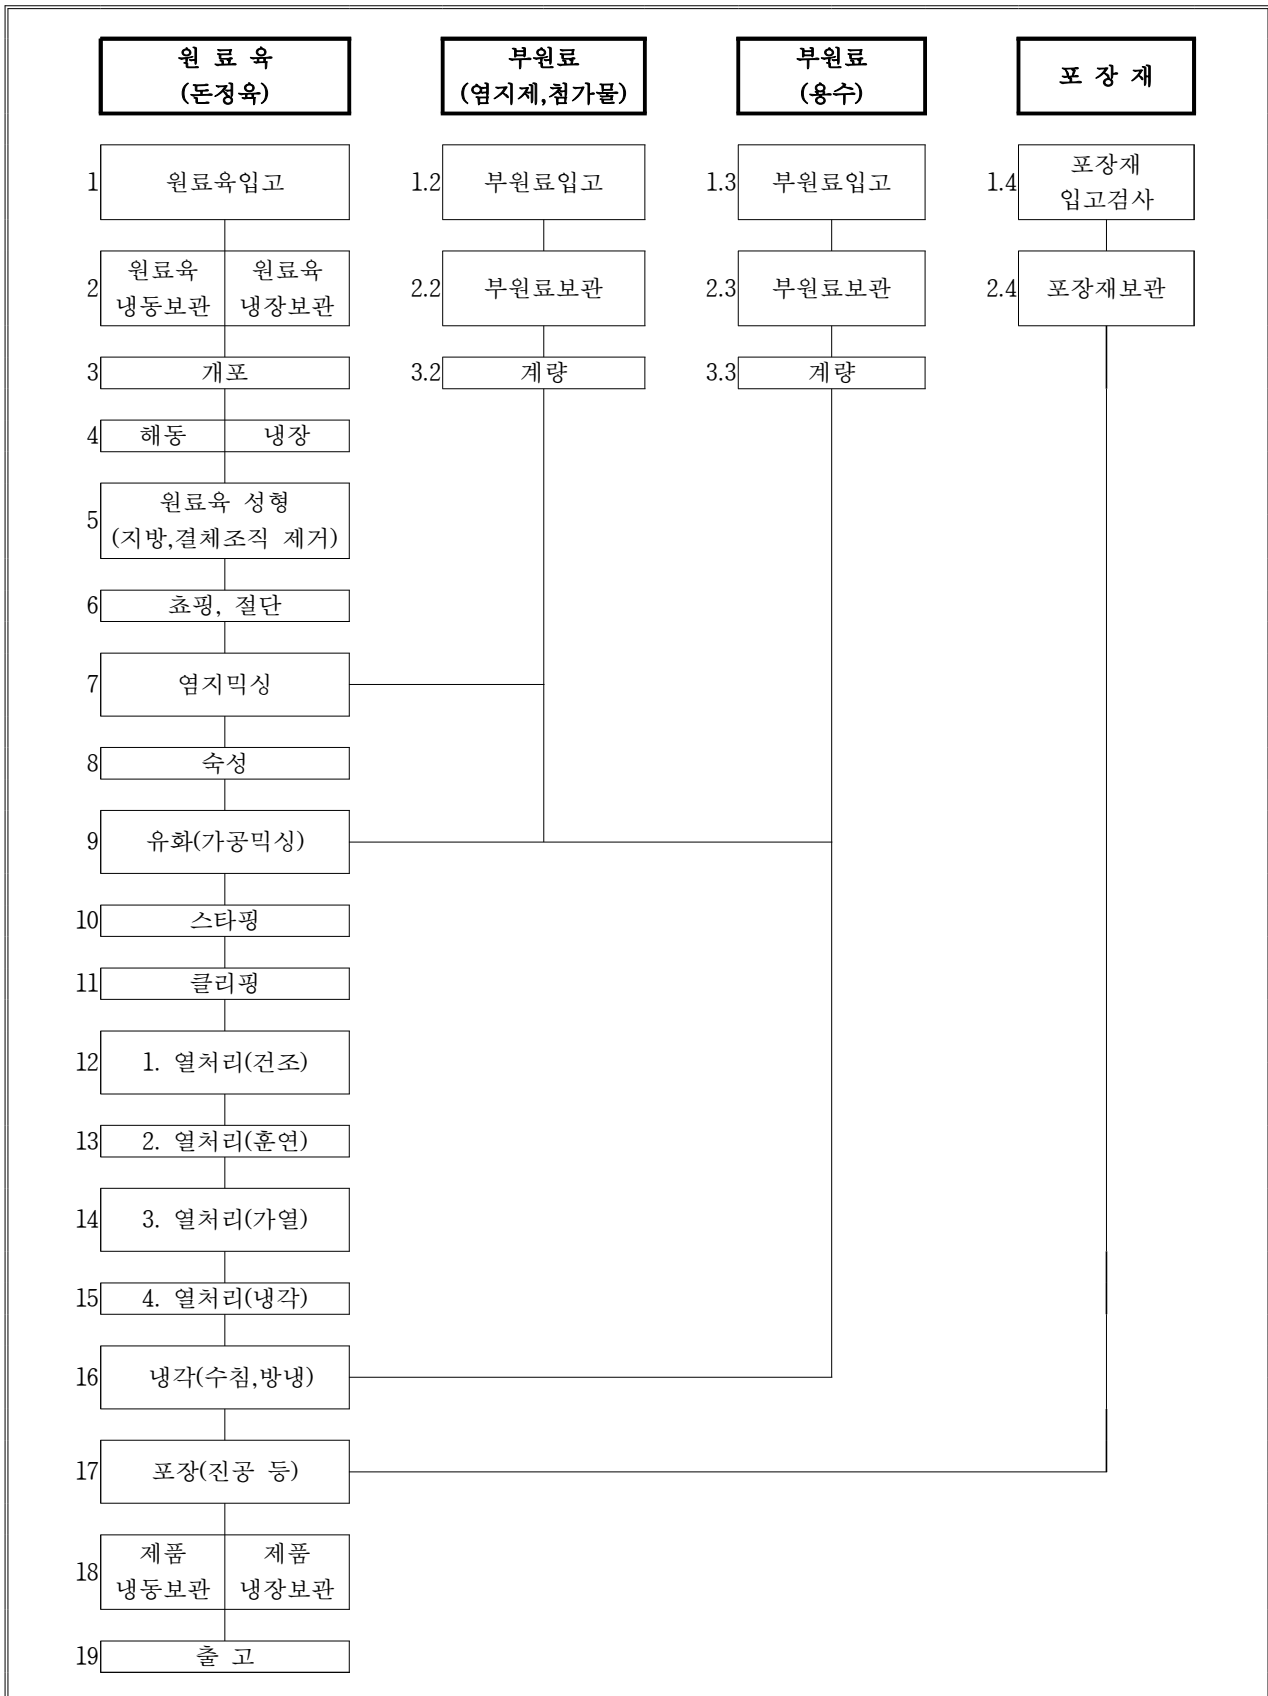 원 료 육
(돈정육)
부원료
(염지제,첨가물)
부원료
(용수)
포 장 재
1 원료육입고
1.2 부원료입고
1.3 부원료입고
1.4 포장재
입고검사
2 원료육
냉동보관
원료육
냉장보관
2.2 부원료보관
2.3 부원료보관
2.4 포장재보관
3 개포
3.2 계량
3.3 계량
4 해동 냉장
5 원료육 성형
(지방,결체조직 제거)
6 쵸핑, 절단
7 염지믹싱
8 숙성
9 유화(가공믹싱)
10 스타핑
11 클리핑
12 1. 열처리(건조)
13 2. 열처리(훈연)
14 3. 열처리(가열)
15 4. 열처리(냉각)
16 냉각(수침,방냉)
17 포장(진공 등)
18 제품
냉동보관
제품
냉장보관
19 출 고